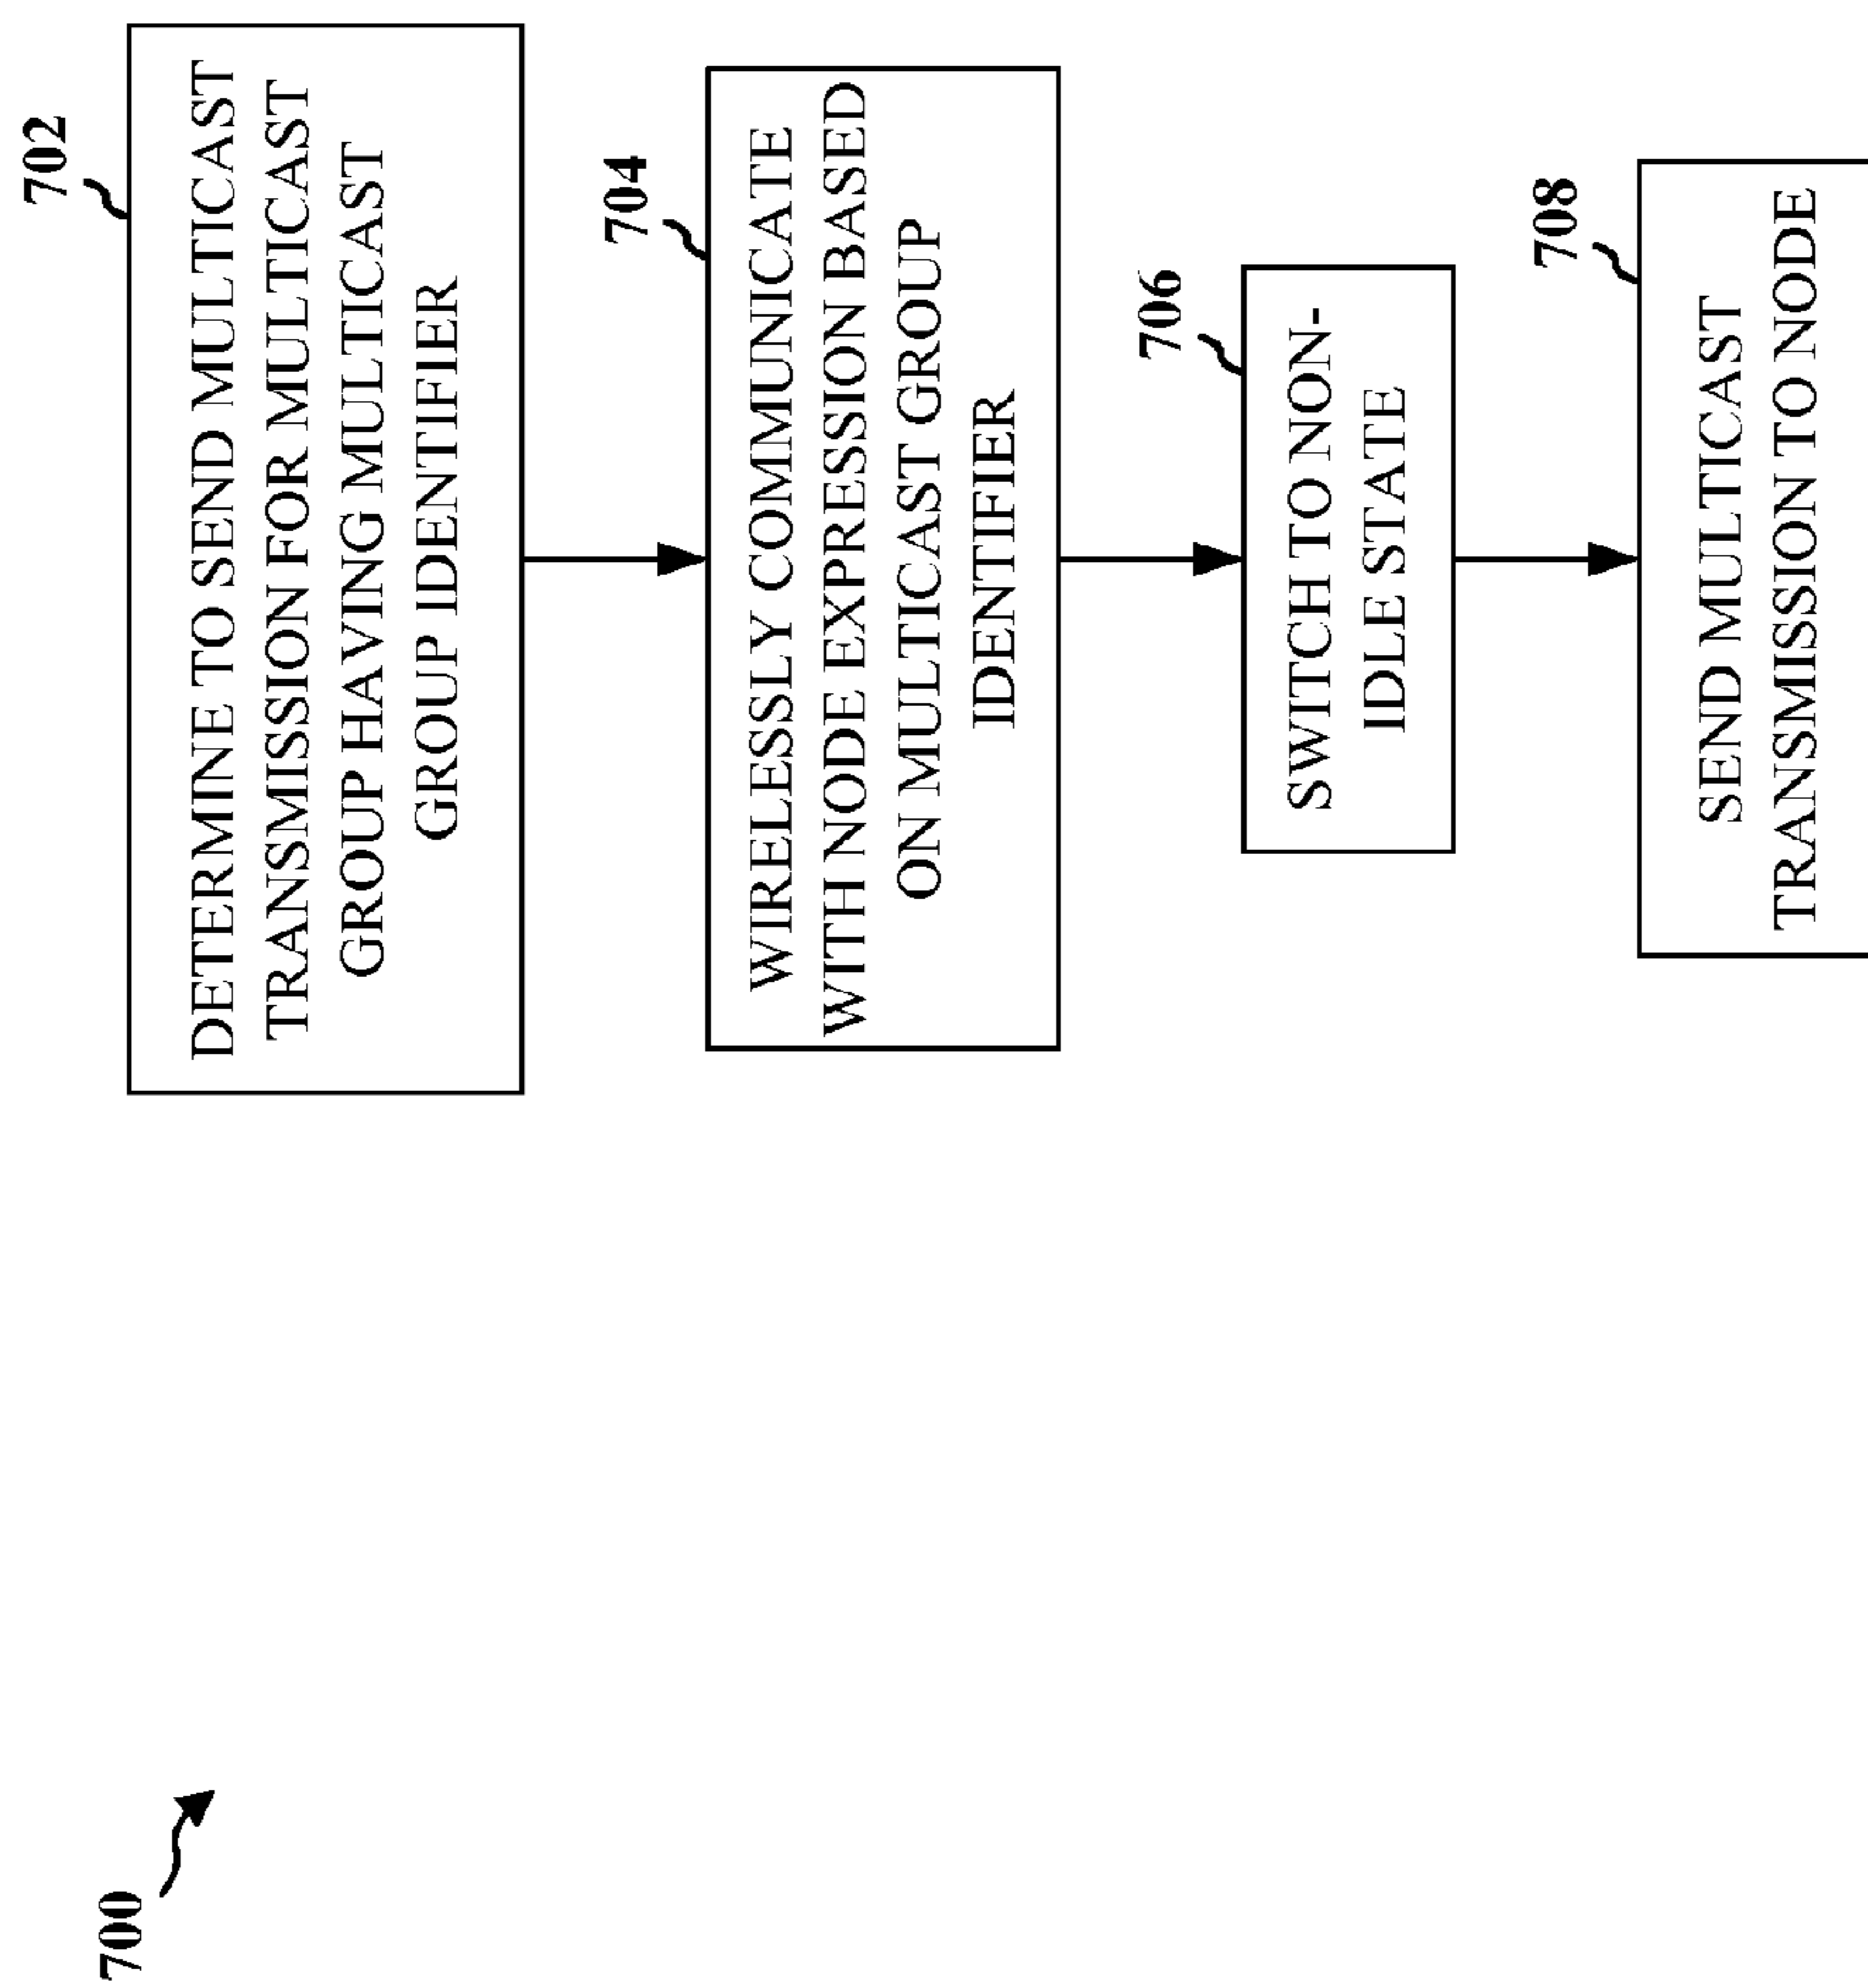 700
702
DETERMINE TO SEND MULTICAST
TRANSMISSION FOR MULTICAST
GROUP HAVING MULTICAST
GROUP IDENTIFIER
704
WIRELESSLY COMMUNICATE
WITH NODE EXPRESSION BASED
ON MULTICAST GROUP
IDENTIFIER
706
SWITCH TO NON-
IDLE STATE
708
SEND MULTICAST
TRANSMISSION TO NODE